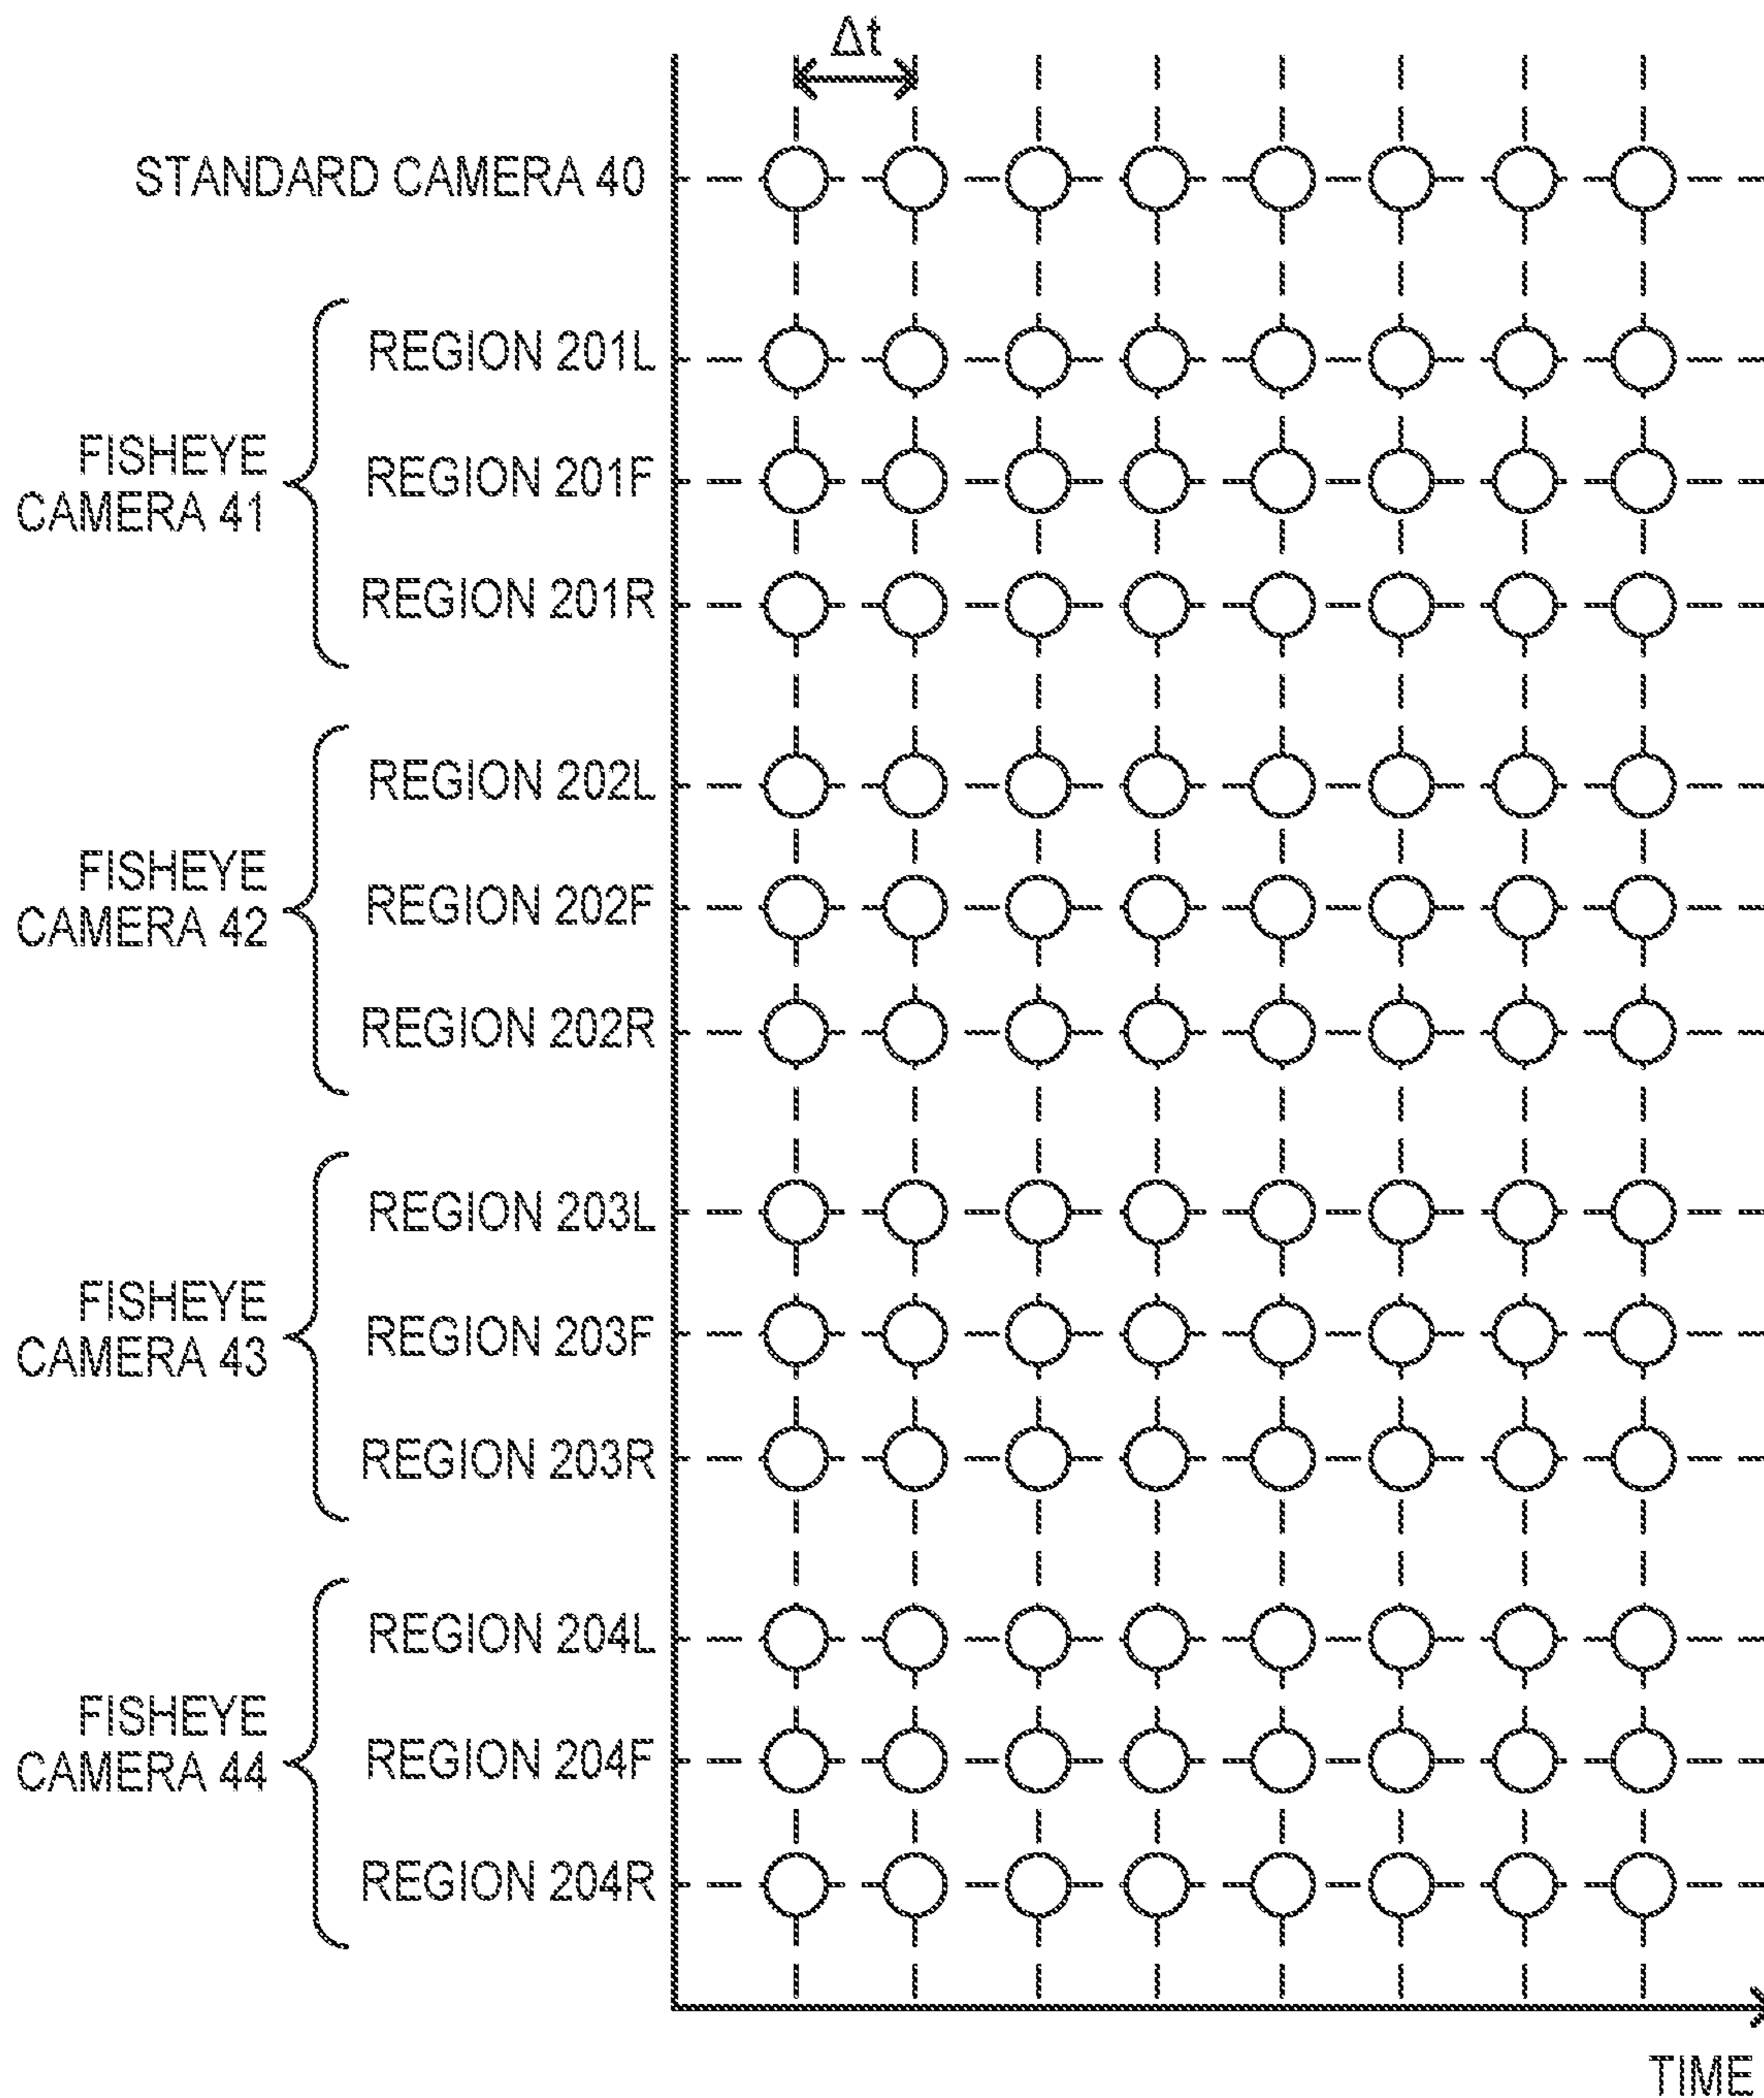 Δt
STANDARD CAMERA 40
REGION 201L
FISHEYE
CAMERA 41
REGION 201F
REGION 201R
REGION 202L
FISHEYE
CAMERA 42
REGION 202F
REGION 202R
REGION 203L
FISHEYE
CAMERA 43
REGION 203F
REGION 203R
REGION 204L
FISHEYE
CAMERA 44
REGION 204F
REGION 204R
TIME